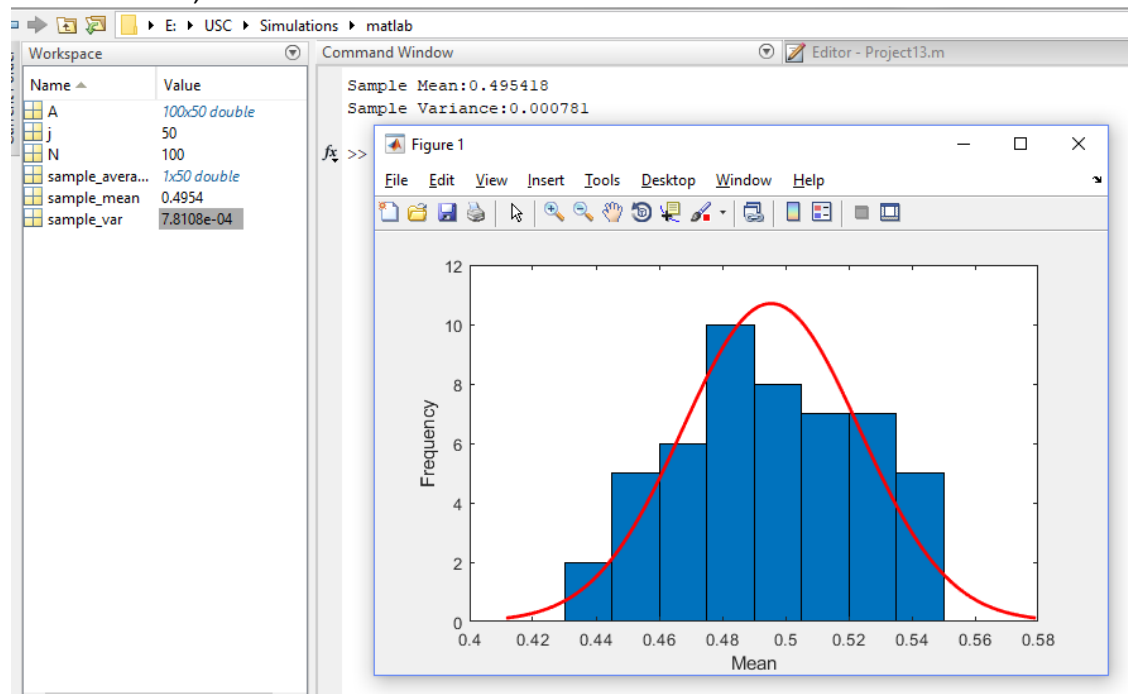 E: ▸ USC ▸ Simulations ▸ matlab
Workspace
Name Value
A 100x50 double
j 50
N 100
sample_avera... 1x50 double
sample_mean 0.4954
sample_var 7.8108e-04
Command Window
Editor - Project13.m
Sample Mean:0.495418
Sample Variance:0.000781
fx >>
Figure 1
File Edit View Insert Tools Desktop Window Help
12
10
8
6
4
2
0
Frequency
0.4 0.42 0.44 0.46 0.48 0.5 0.52 0.54 0.56 0.58
Mean